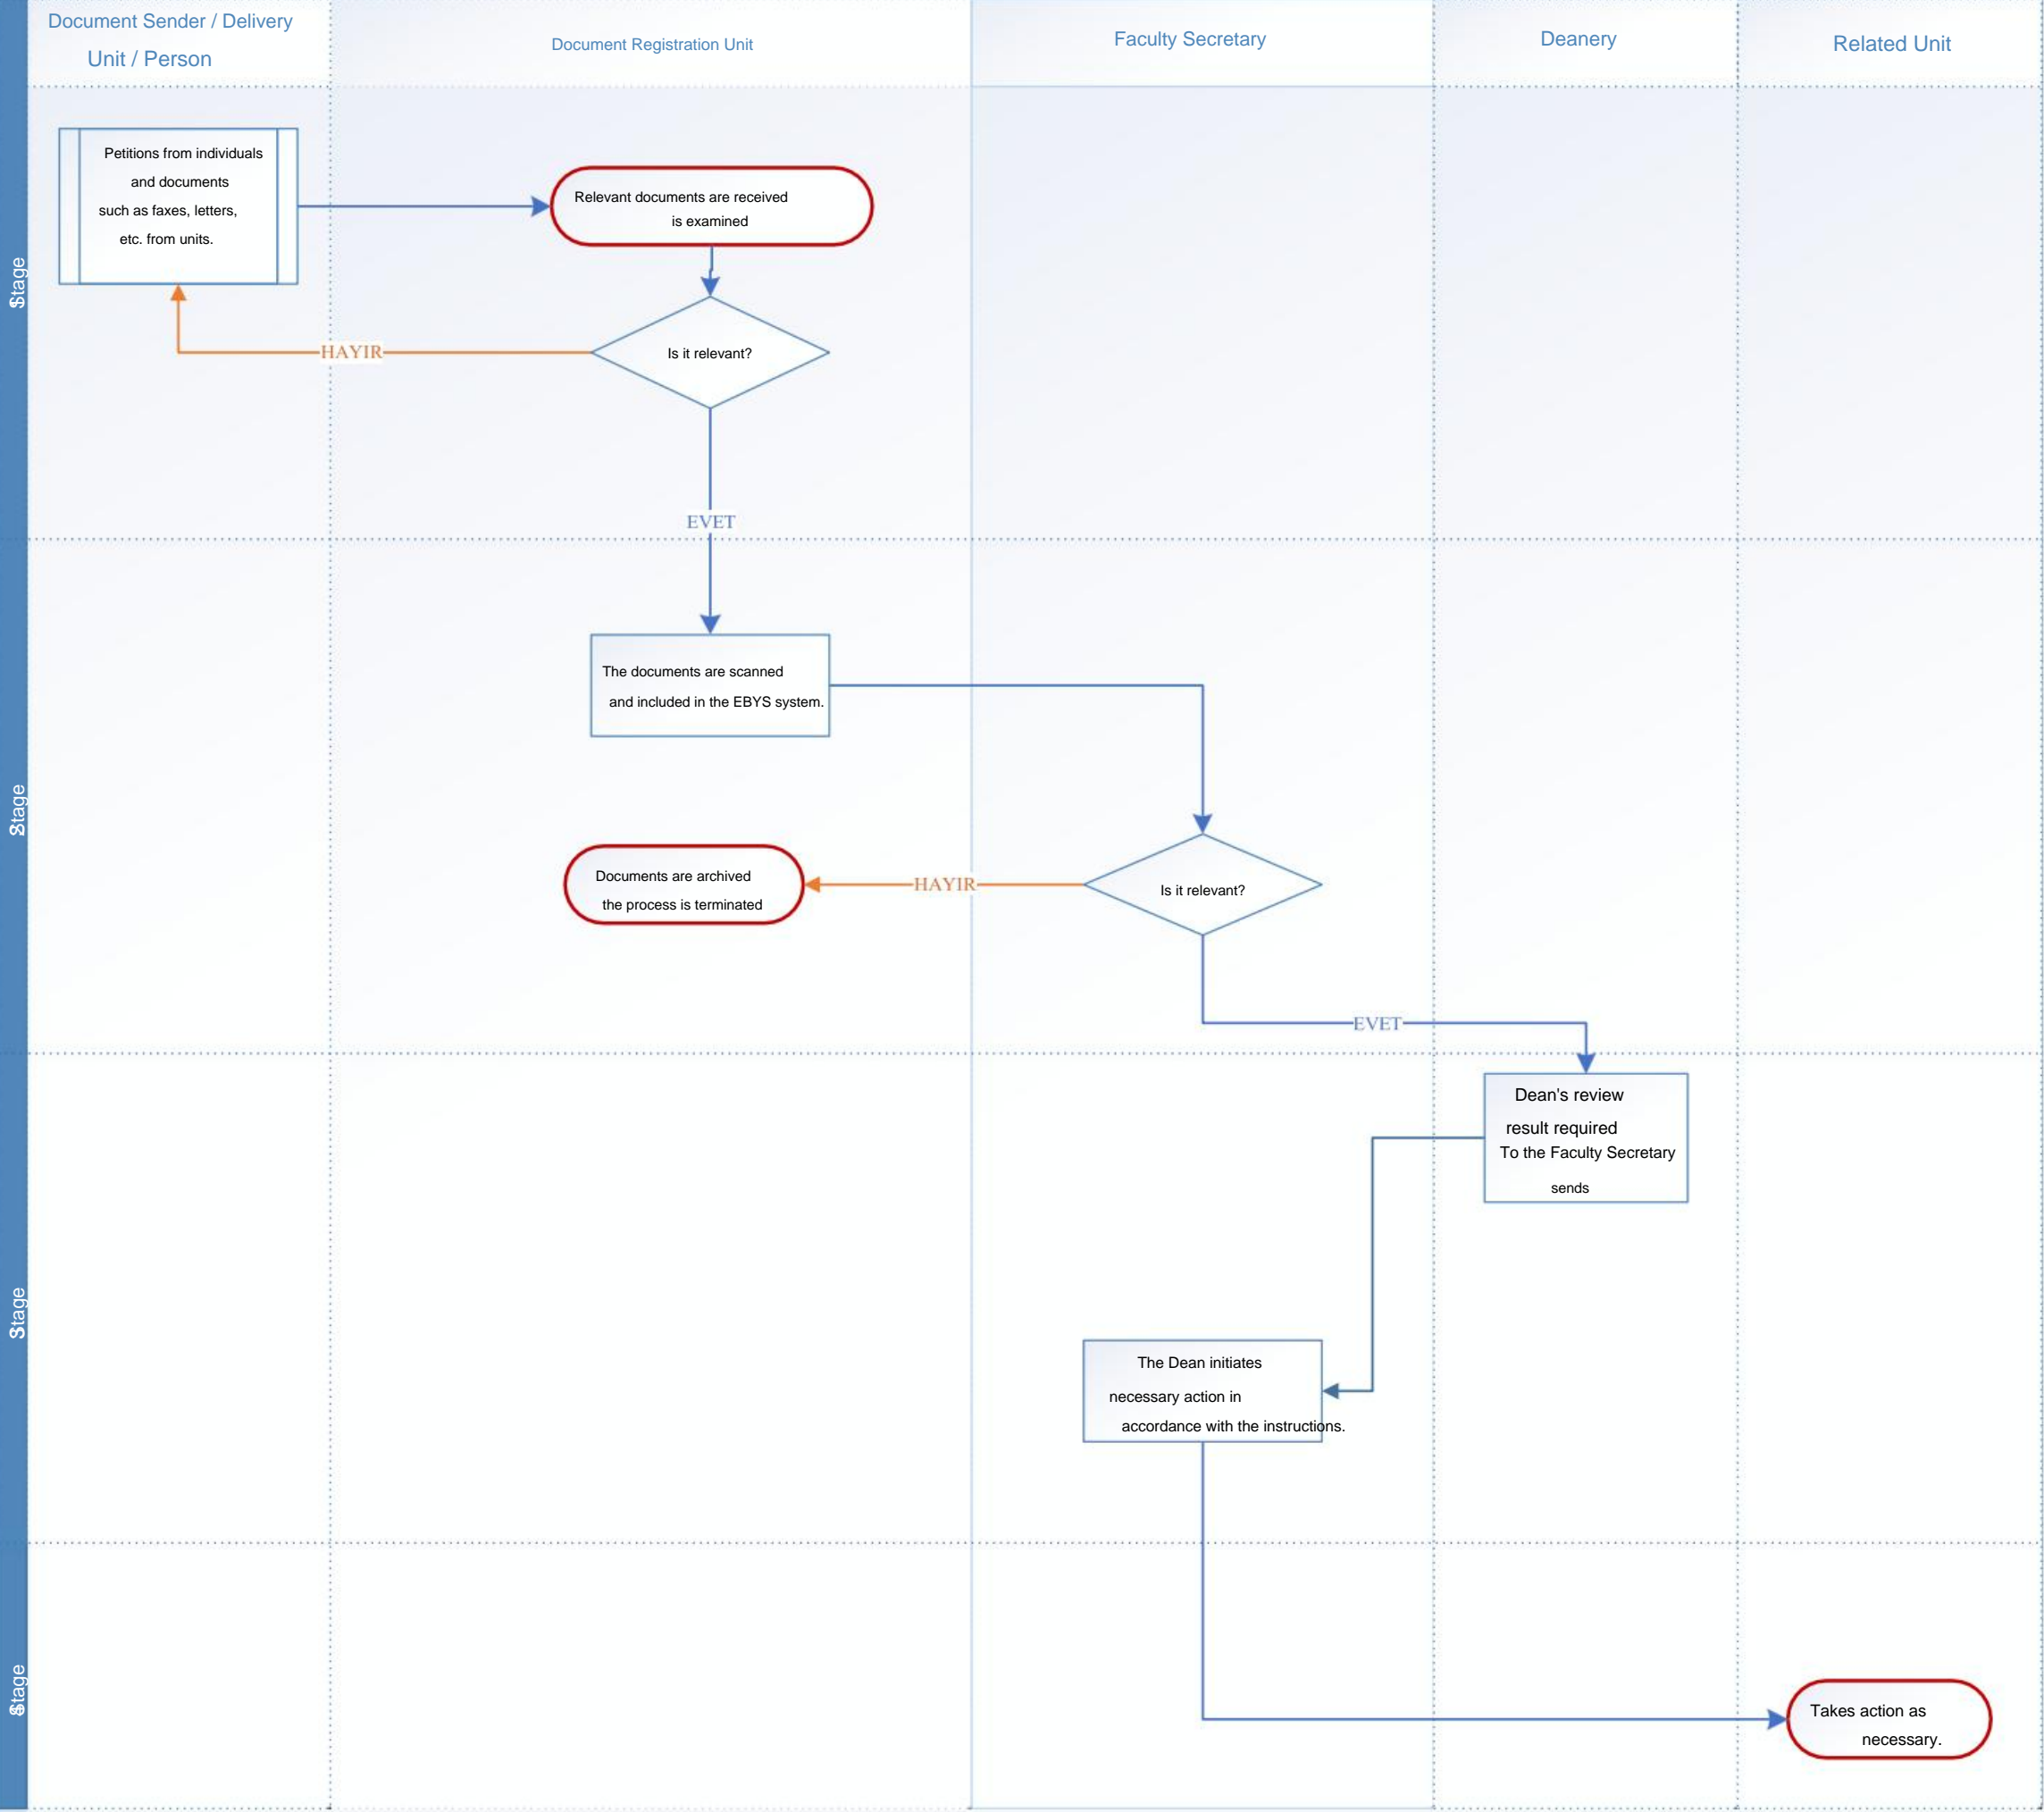 Document Sender / Delivery
Unit / Person
Document Registration Unit
Faculty Secretary
Deanery
Related Unit
Stage
Petitions from individuals
and documents
such as faxes, letters,
etc. from units.
Relevant documents are received
is examined
Is it relevant?
HAYIR
EVET
Stage
The documents are scanned
and included in the EBYS system.
Documents are archived
the process is terminated
HAYIR
Is it relevant?
EVET
Stage
Dean's review
result required
To the Faculty Secretary
sends
The Dean initiates
necessary action in
accordance with the instructions.
Stage
Takes action as
necessary.